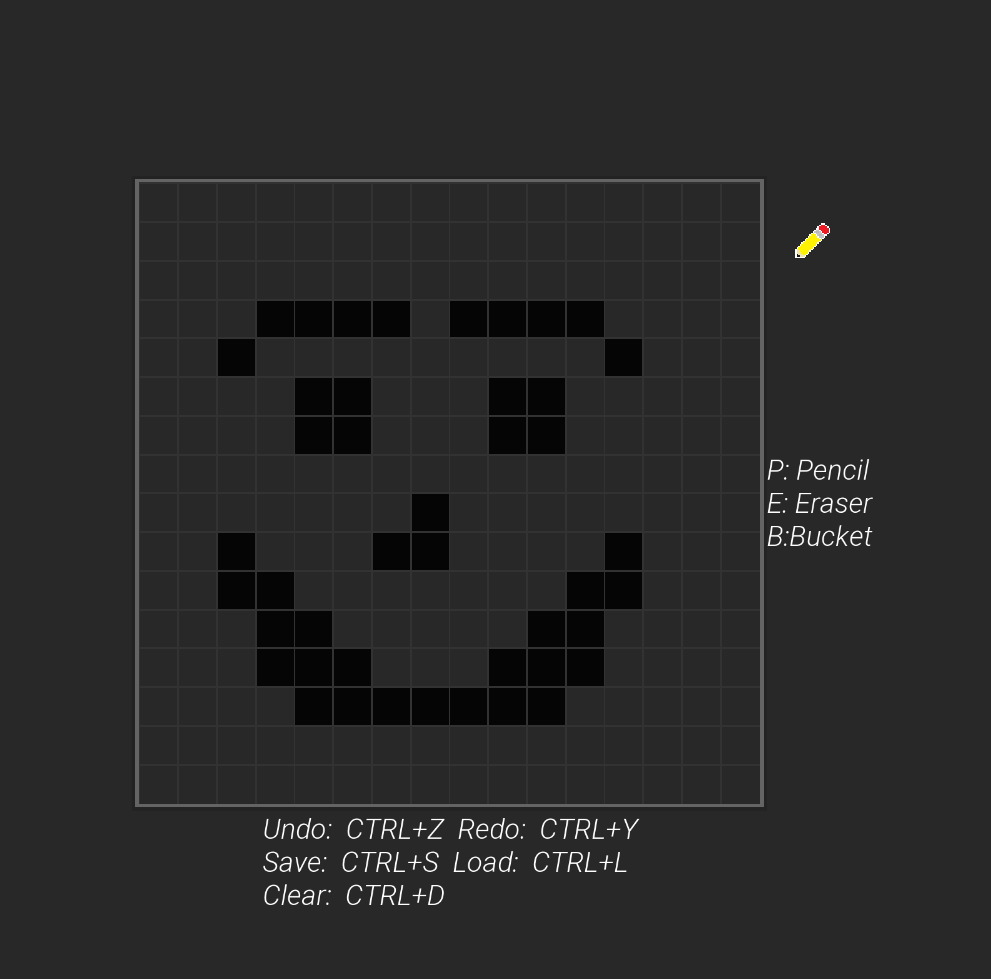 P: Pencil
E: Eraser
B:Bucket
Undo: CTRL+Z Redo: CTRL+Y
Save: CTRL+S Load: CTRL+L
Clear: CTRL+D